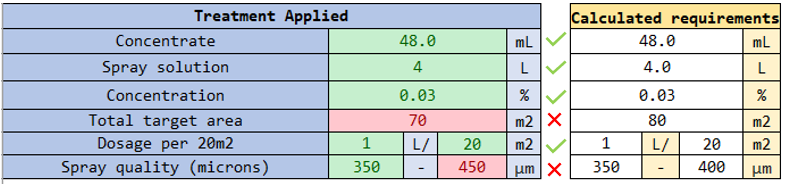 Treatment Applied Calculated requirements
Concentrate 48.0 mL 48.0 mL
Spray solution 4 L 4.0 L
Concentration 0.03 % 0.03 %
Total target area 70 m2 80 m2
Dosage per 20m2 1 L/ 20 m2 1 L/ 20 m2
Spray quality (microns) 350 - 450 µm 350 - 400 µm